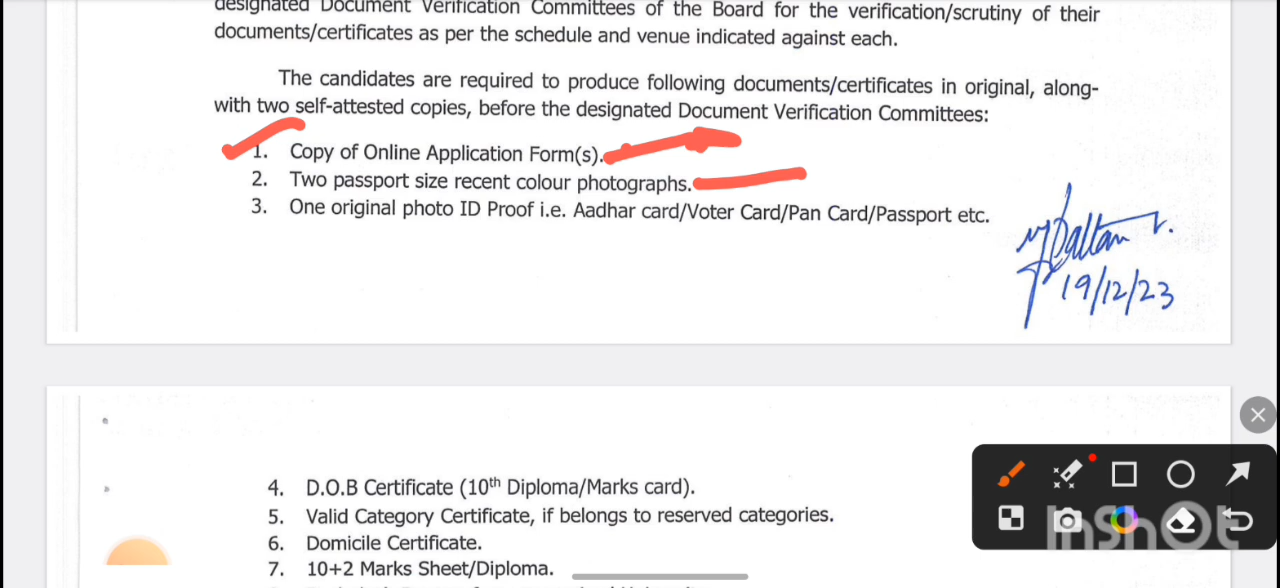 designated Document Verification Committees of the Board for the verification/scrutiny of their
documents/certificates as per the schedule and venue indicated against each.
The candidates are required to produce following documents/certificates in original, along-
with two self-attested copies, before the designated Document Verification Committees:
1. Copy of Online Application Form(s).
2. Two passport size recent colour photographs.
3. One original photo ID Proof i.e. Aadhar card/Voter Card/Pan Card/Passport etc.
19/12/23
4. D.O.B Certificate (10th Diploma/Marks card).
5. Valid Category Certificate, if belongs to reserved categories.
6. Domicile Certificate.
7. 10+2 Marks Sheet/Diploma.
InShOt